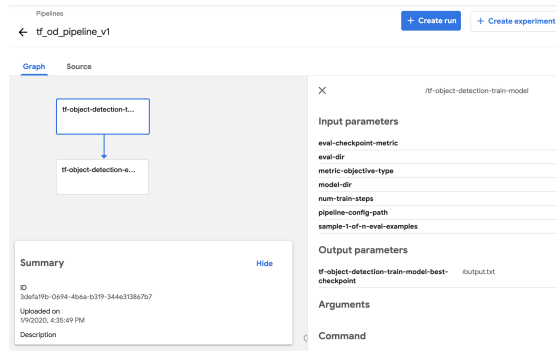 Pipelines
tf_od_pipeline_v1
+ Create run
+ Create experiment
Graph
Source
tf-object-detection-t...
tf-object-detection-e...
Summary
Hide
ID
3defa19b-0694-4b6a-b319-344e313867b7
Uploaded on
1/9/2020, 4:35:49 PM
Description
/tf-object-detection-train-model
Input parameters
eval-checkpoint-metric
eval-dir
metric-objective-type
model-dir
num-train-steps
pipeline-config-path
sample-1-of-n-eval-examples
Output parameters
tf-object-detection-train-model-best-
checkpoint
/output.txt
Arguments
Command